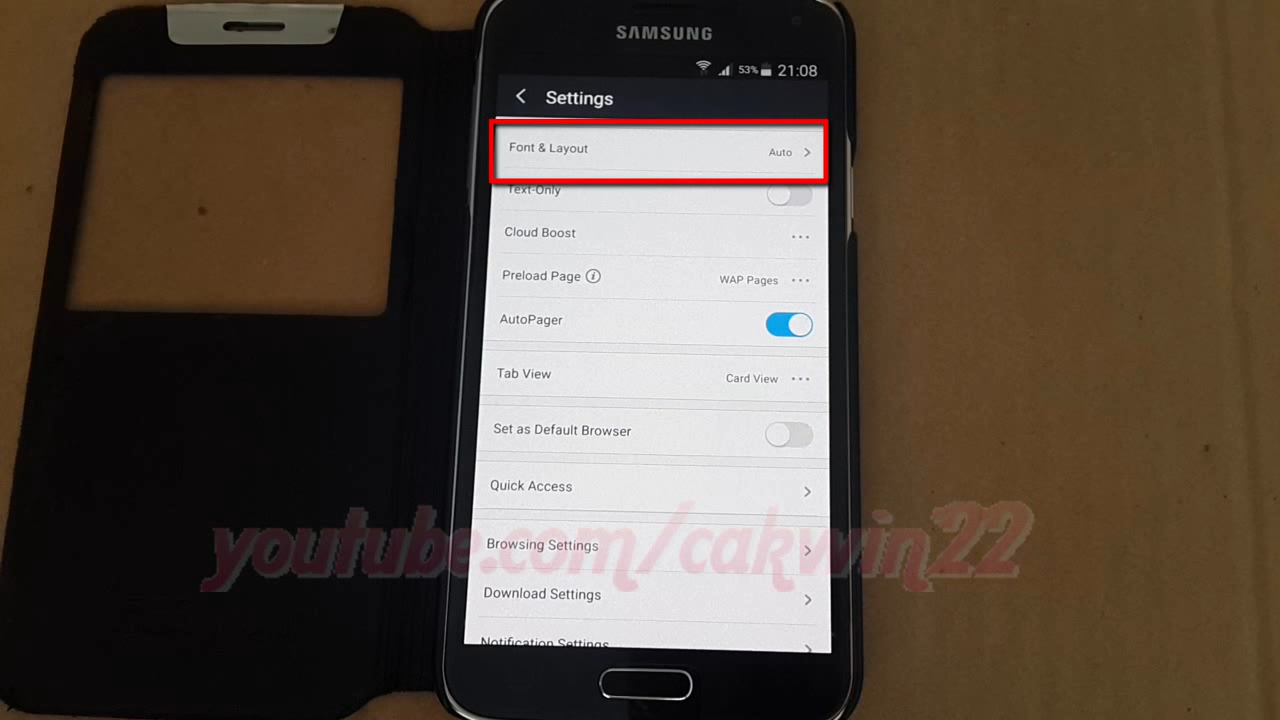 SAMSUNG
53% 21:08
Settings
Font & Layout Auto
Text-Only
Cloud Boost
Preload Page WAP Pages
AutoPager
Tab View Card View
Set as Default Browser
Quick Access
youtube.com/cakwin22
Browsing Settings
Download Settings
Notification Settings